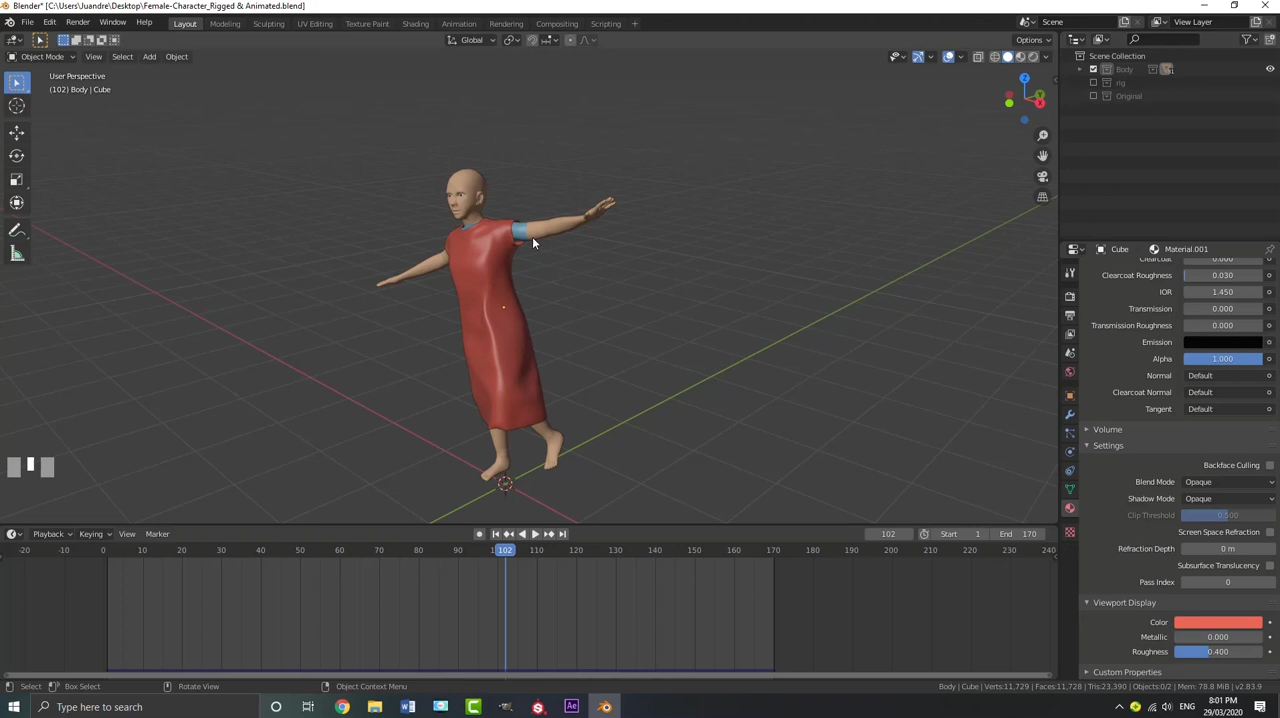 Blender* [C:\Users\Juandre\Desktop\Female-Character_Rigged & Animated.blend]
File Edit Render Window Help Layout Modeling Sculpting UV Editing Texture Paint Shading Animation Rendering Compositing Scripting + Scene View Layer
Global Options
Object Mode View Select Add Object
User Perspective
(102) Body | Cube
Z
Y
X
Scene Collection
Body
rig
Original
Cube Material.001
Clearcoat 0.000
Clearcoat Roughness 0.030
IOR 1.450
Transmission 0.000
Transmission Roughness 0.000
Emission
Alpha 1.000
Normal Default
Clearcoat Normal Default
Tangent Default
Volume
Settings
Backface Culling
Blend Mode Opaque
Shadow Mode Opaque
Clip Threshold 0.500
Screen Space Refraction
Refraction Depth 0 m
Subsurface Translucency
Pass Index 0
Viewport Display
Color
Metallic 0.000
Roughness 0.400
Custom Properties
Playback Keying View Marker 102 Start 1 End 170
-20 -10 0 10 20 30 40 50 60 70 80 90 102 110 120 130 140 150 160 170 180 190 200 210 220 230 240
Select Box Select Rotate View Object Context Menu Body | Cube | Verts:11,729 | Faces:11,728 | Tris:23,390 | Objects:0/2 | Mem: 78.8 MiB | v2.83.9
Type here to search
8:01 PM
29/03/2020